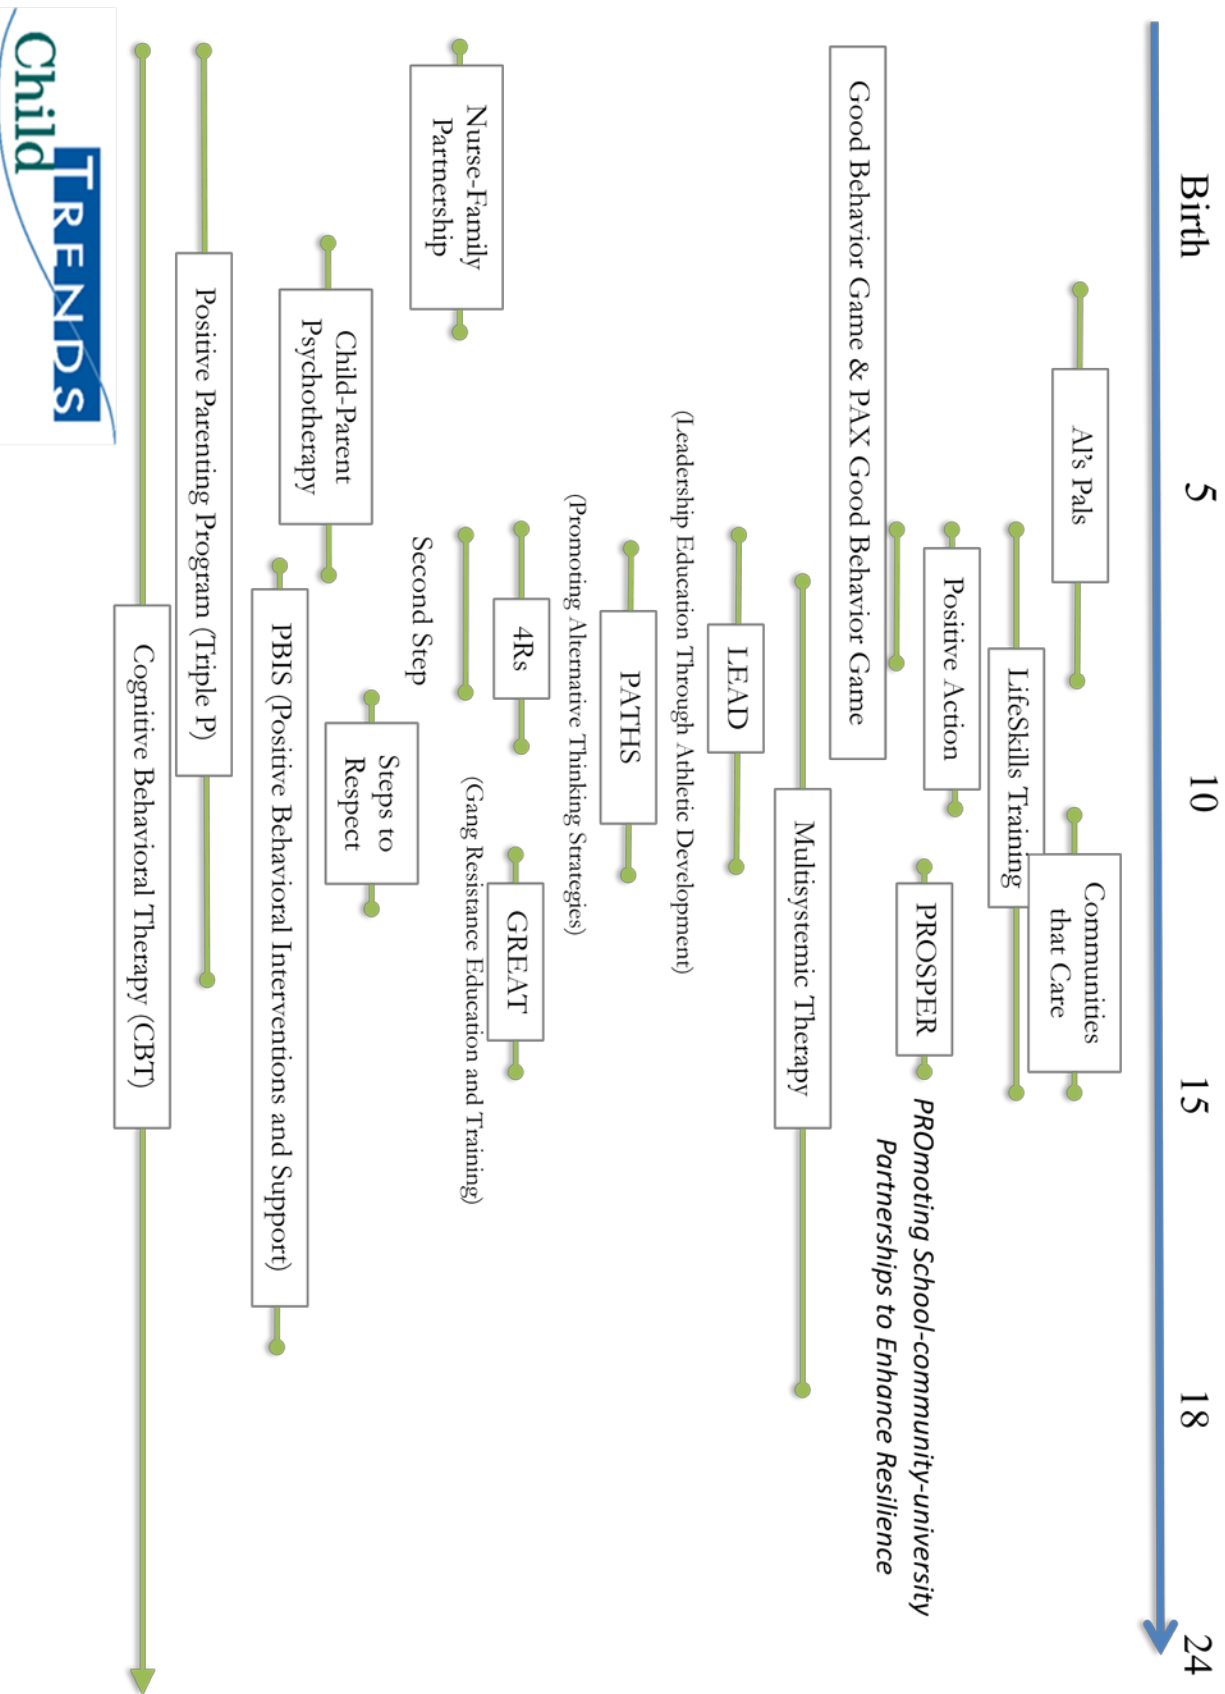 Birth 5 10 15 18 24
Al's Pals
Communities
that Care
LifeSkills Training
Positive Action
PROSPER
PROmoting School-community-university
Partnerships to Enhance Resilience
Good Behavior Game & PAX Good Behavior Game
Multisystemic Therapy
LEAD
(Leadership Education Through Athletic Development)
PATHS
(Promoting Alternative Thinking Strategies)
4Rs
GREAT
(Gang Resistance Education and Training)
Nurse-Family
Partnership
Second Step
Steps to
Respect
Child-Parent
Psychotherapy
PBIS (Positive Behavioral Interventions and Support)
Positive Parenting Program (Triple P)
Cognitive Behavioral Therapy (CBT)
TRENDS
Child